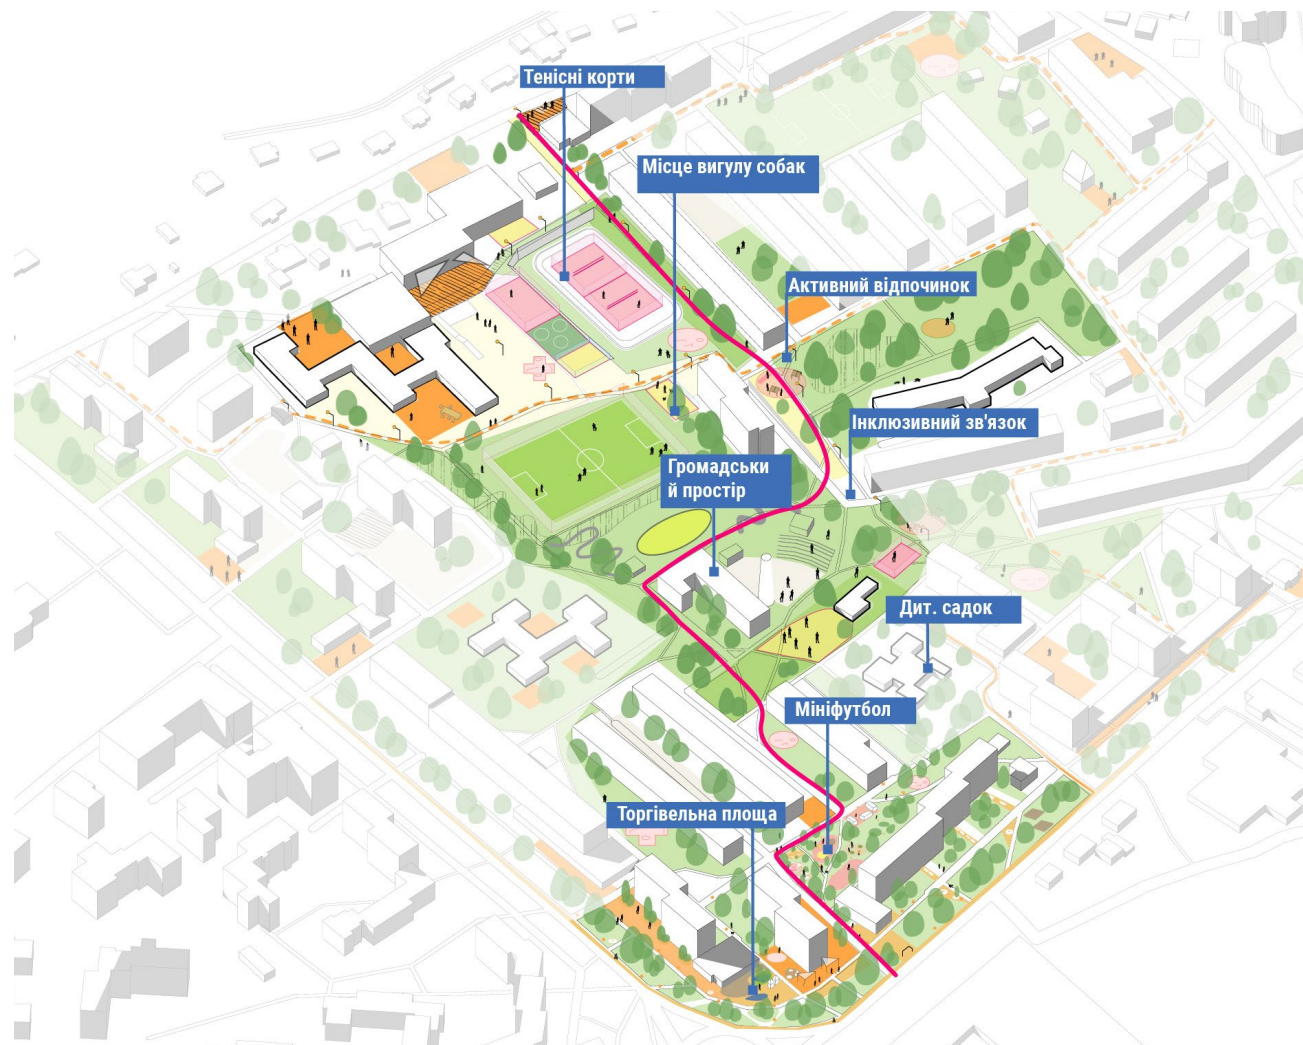 Тенісні корти
Місце вигулу собак
Активний відпочинок
Інклюзивний зв'язок
Громадськи
й простір
Дит. садок
Мініфутбол
Торгівельна площа